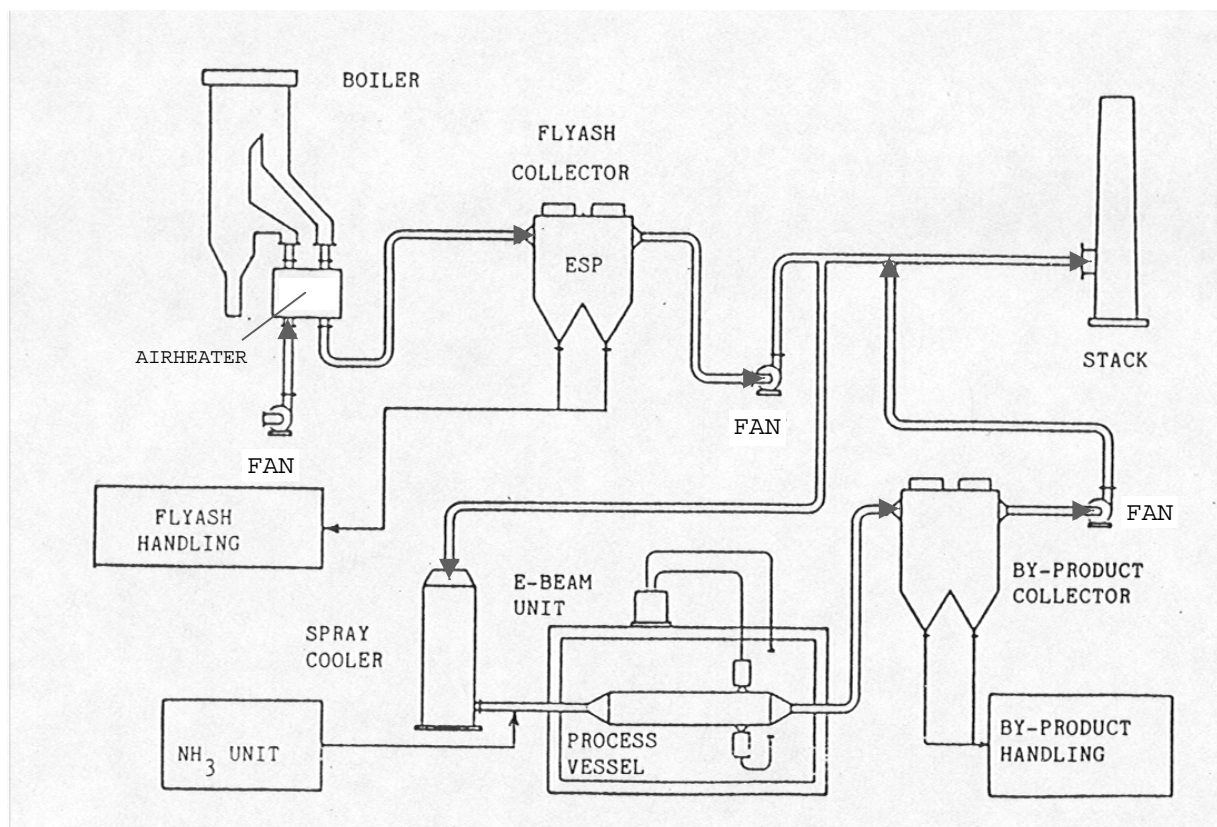 BOILER
FLYASH
COLLECTOR
ESP
AIRHEATER
STACK
FAN
FAN
FLYASH
HANDLING
FAN
E-BEAM
UNIT
BY-PRODUCT
COLLECTOR
SPRAY
COOLER
NH3 UNIT
PROCESS
VESSEL
BY-PRODUCT
HANDLING